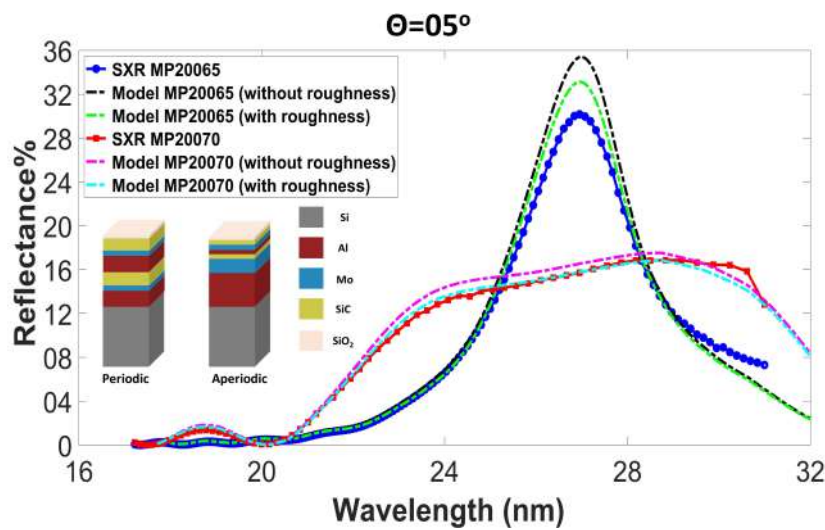 Θ=05º
36
32
28
24
20
16
12
08
04
0
Reflectance%
SXR MP20065
Model MP20065 (without roughness)
Model MP20065 (with roughness)
SXR MP20070
Model MP20070 (without roughness)
Model MP20070 (with roughness)
Si
Al
Mo
SiC
SiO₂
Periodic
Aperiodic
16
20
24
28
32
Wavelength (nm)